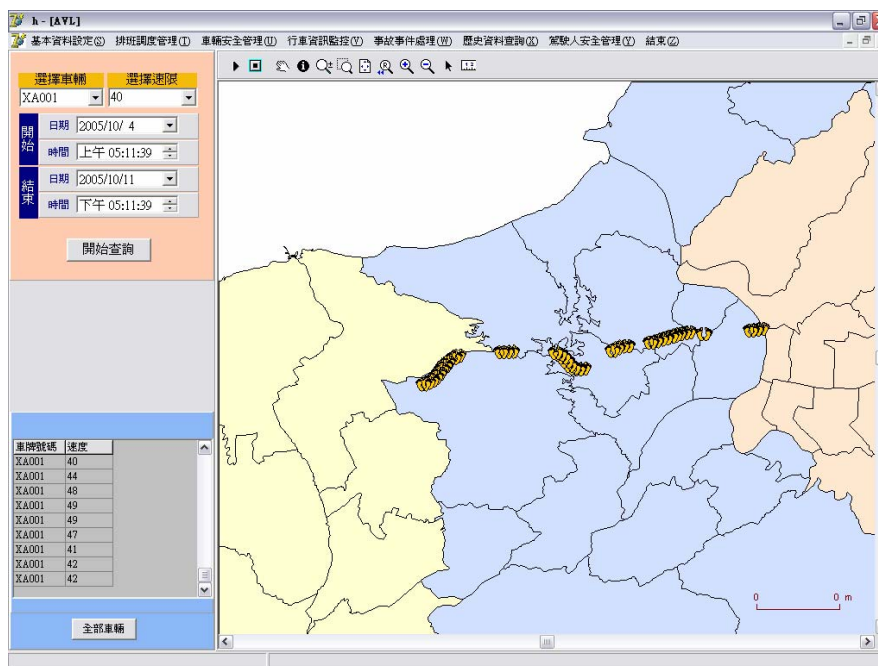 h - [AVL]
基本資料設定(S) 排班調度管理(T) 車輛安全管理(U) 行車資訊監控(V) 事故事件處理(W) 歷史資料查詢(X) 駕駛人安全管理(Y) 結束(Z)
選擇車輛 選擇速限
XA001 40
開始
日期 2005/10/ 4
時間 上午 05:11:39
結束
日期 2005/10/11
時間 下午 05:11:39
開始查詢
車牌號碼 速度
XA001 40
XA001 44
XA001 48
XA001 49
XA001 49
XA001 47
XA001 41
XA001 42
XA001 42
全部車輛
0 0 m